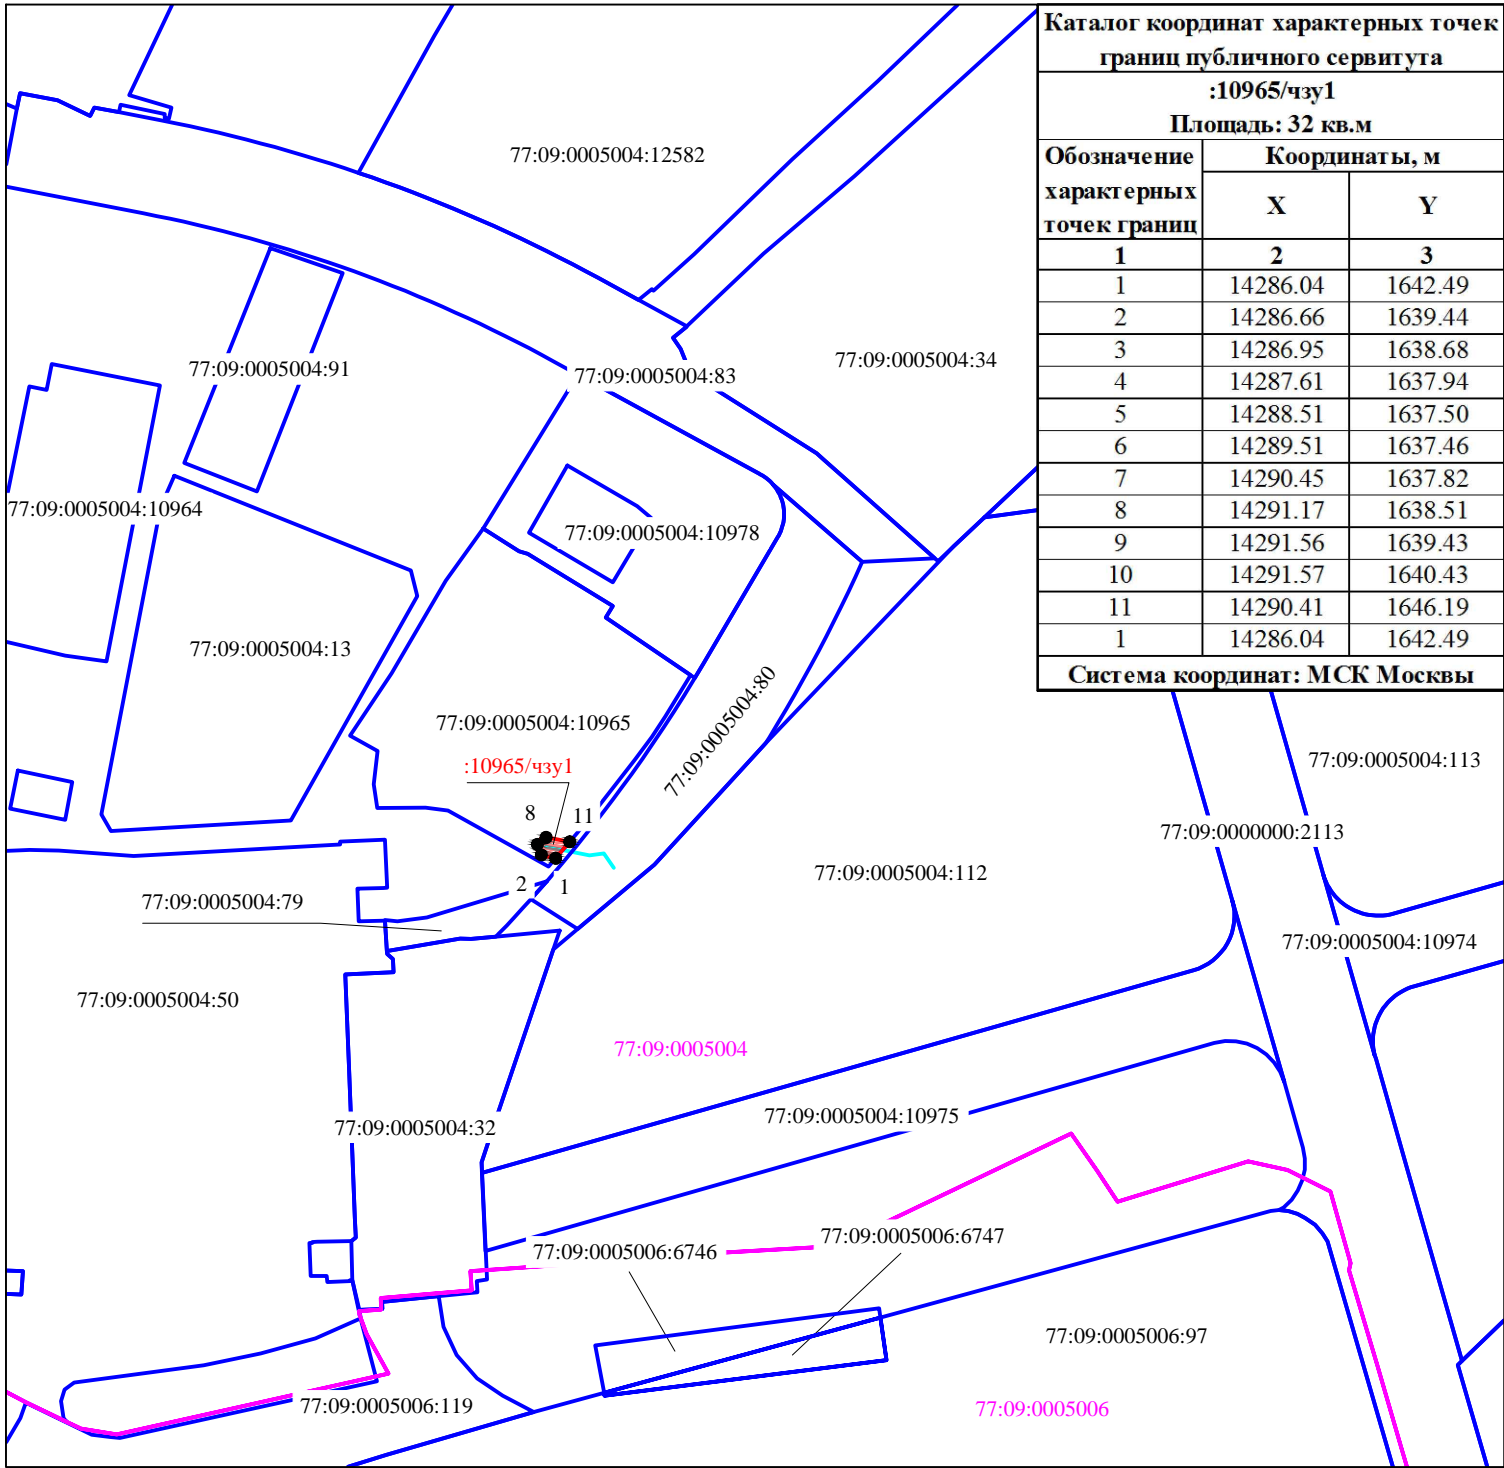 Каталог координат характерных точек
границ публичного сервитута
:10965/чзу1
Площадь: 32 кв.м
Обозначение характерных точек границ
Координаты, м
X Y
1 2 3
1 14286.04 1642.49
2 14286.66 1639.44
3 14286.95 1638.68
4 14287.61 1637.94
5 14288.51 1637.50
6 14289.51 1637.46
7 14290.45 1637.82
8 14291.17 1638.51
9 14291.56 1639.43
10 14291.57 1640.43
11 14290.41 1646.19
1 14286.04 1642.49
Система координат: МСК Москвы
77:09:0005004:12582
77:09:0005004:91
77:09:0005004:83
77:09:0005004:34
77:09:0005004:10964
77:09:0005004:10978
77:09:0005004:13
77:09:0005004:10965
77:09:0005004:80
:10965/чзу1
8
11
2
1
77:09:0005004:113
77:09:0000000:2113
77:09:0005004:112
77:09:0005004:79
77:09:0005004:10974
77:09:0005004:50
77:09:0005004
77:09:0005004:10975
77:09:0005004:32
77:09:0005006:6746
77:09:0005006:6747
77:09:0005006:97
77:09:0005006:119
77:09:0005006